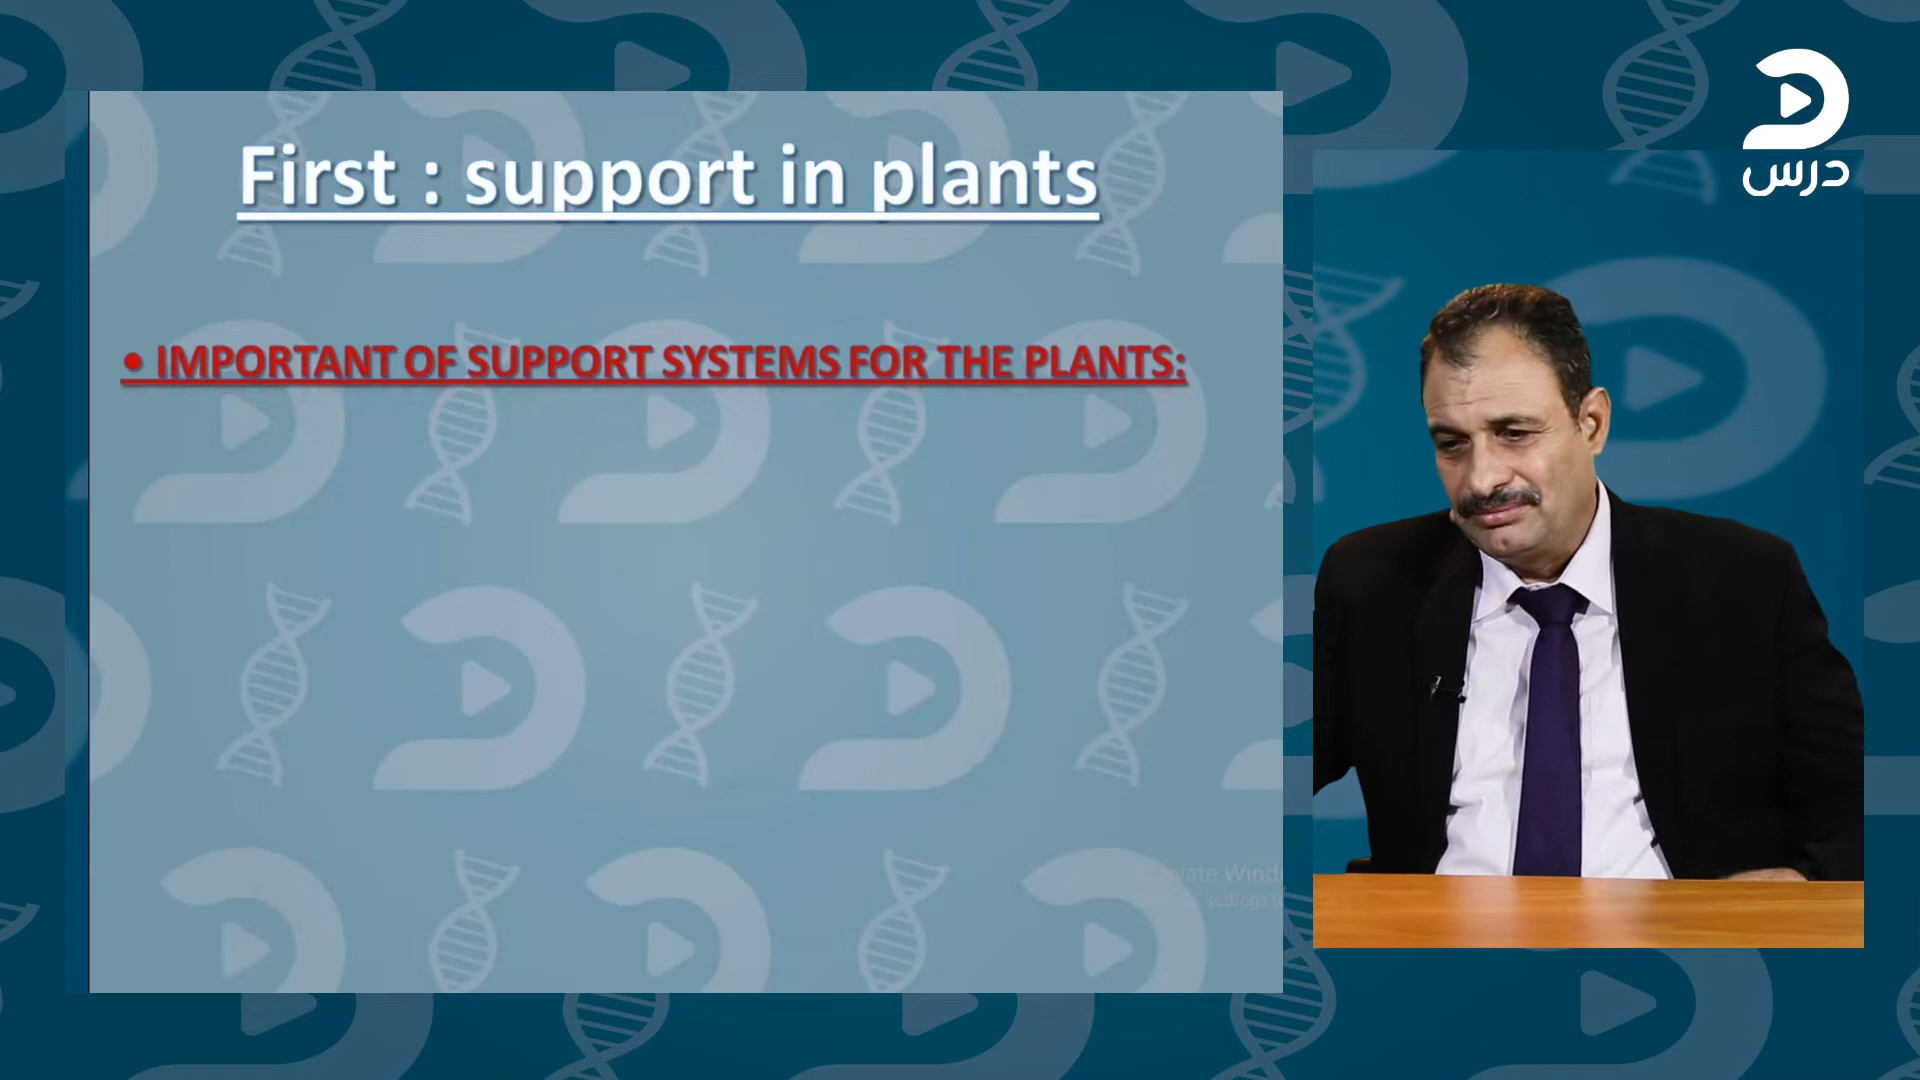 First : support in plants
• IMPORTANT OF SUPPORT SYSTEMS FOR THE PLANTS:
درس